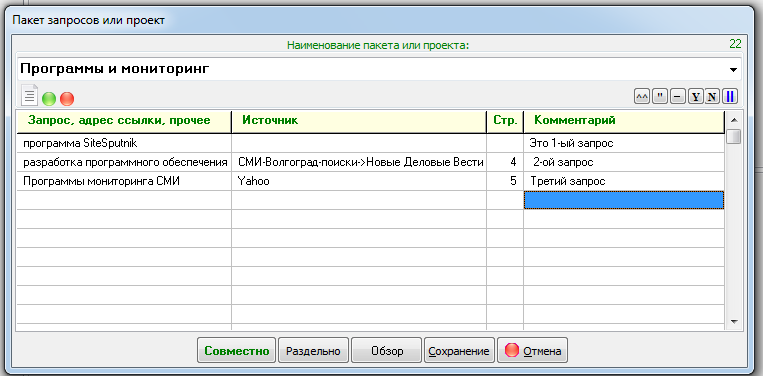 Пакет запросов или проект
Наименование пакета или проекта: 22
Программы и мониторинг
^^ " – Y N ||
Запрос, адрес ссылки, прочее Источник Стр. Комментарий
программа SiteSputnik Это 1-ый запрос
разработка программного обеспечения СМИ-Волгоград-поиски->Новые Деловые Вести 4 2-ой запрос
Программы мониторинга СМИ Yahoo 5 Третий запрос
Совместно Раздельно Обзор Сохранение Отмена